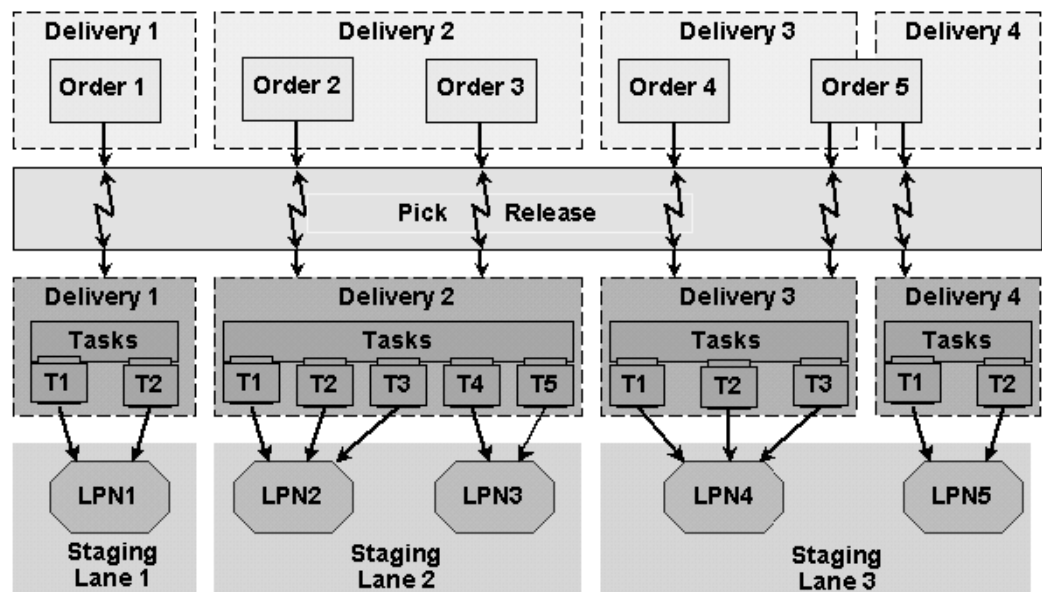 Delivery 1
Delivery 2
Delivery 3
Delivery 4
Order 1
Order 2
Order 3
Order 4
Order 5
Pick Release
Delivery 1
Delivery 2
Delivery 3
Delivery 4
Tasks
Tasks
Tasks
Tasks
T1
T2
T1
T2
T3
T4
T5
T1
T2
T3
T1
T2
LPN1
LPN2
LPN3
LPN4
LPN5
Staging
Lane 1
Staging
Lane 2
Staging
Lane 3